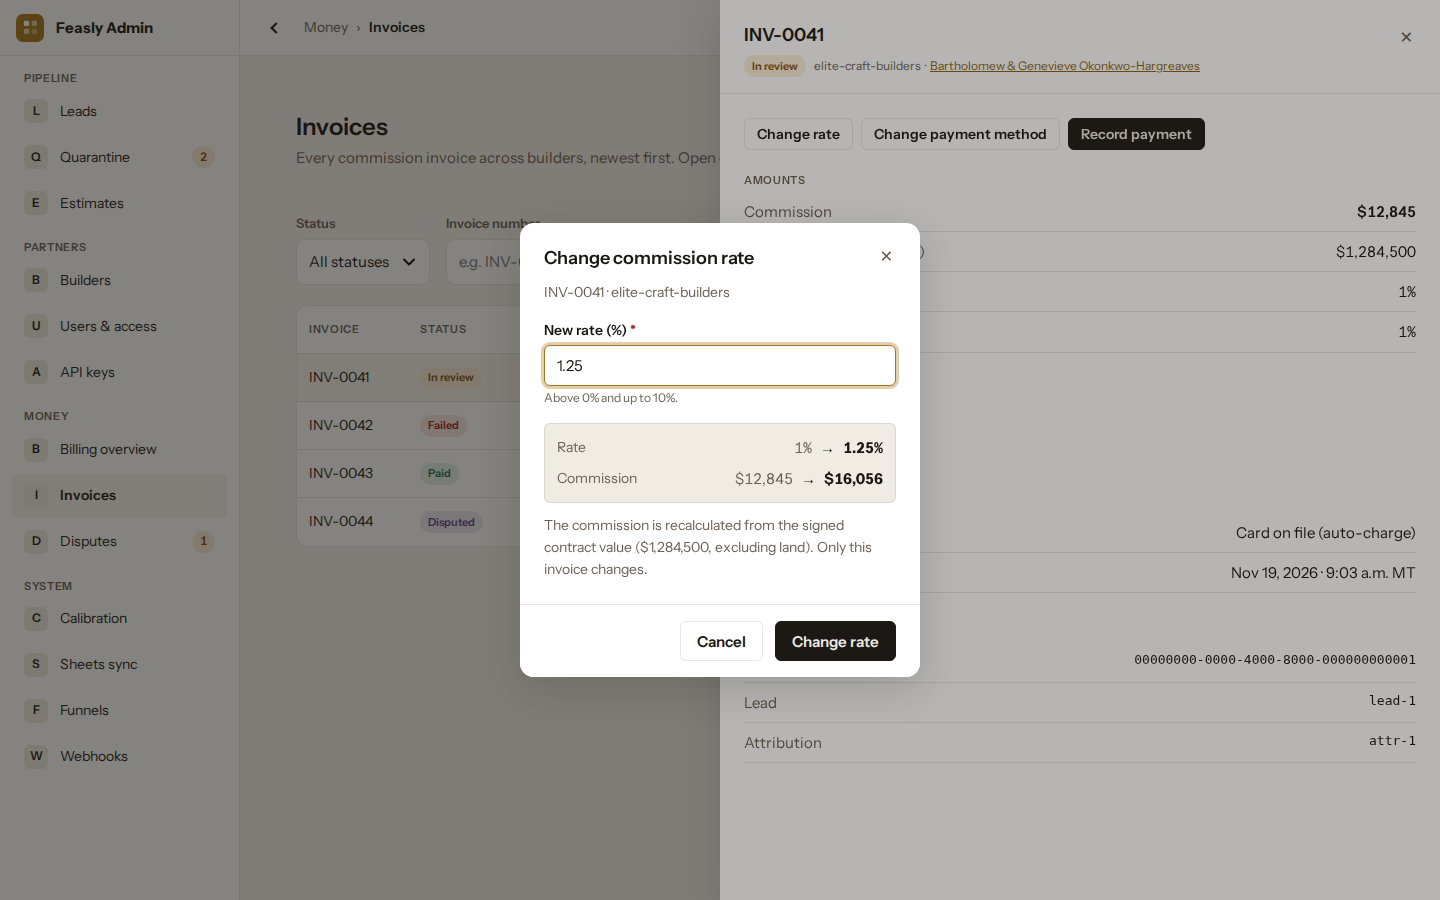 Feasly Admin
PIPELINE
L Leads
Q Quarantine 2
E Estimates
PARTNERS
B Builders
U Users & access
A API keys
MONEY
B Billing overview
I Invoices
D Disputes 1
SYSTEM
C Calibration
S Sheets sync
F Funnels
W Webhooks
Money › Invoices
Invoices
Every commission invoice across builders, newest first. Open
Status
Invoice number
All statuses
e.g. INV-
INVOICE STATUS
INV-0041 In review
INV-0042 Failed
INV-0043 Paid
INV-0044 Disputed
INV-0041
In review elite-craft-builders · Bartholomew & Genevieve Okonkwo-Hargreaves
Change rate Change payment method Record payment
AMOUNTS
Commission $12,845
) $1,284,500
1%
1%
Card on file (auto-charge)
Nov 19, 2026 · 9:03 a.m. MT
00000000-0000-4000-8000-000000000001
Lead lead-1
Attribution attr-1
Change commission rate
INV-0041 · elite-craft-builders
New rate (%) *
1.25
Above 0% and up to 10%.
Rate 1% → 1.25%
Commission $12,845 → $16,056
The commission is recalculated from the signed
contract value ($1,284,500, excluding land). Only this
invoice changes.
Cancel Change rate